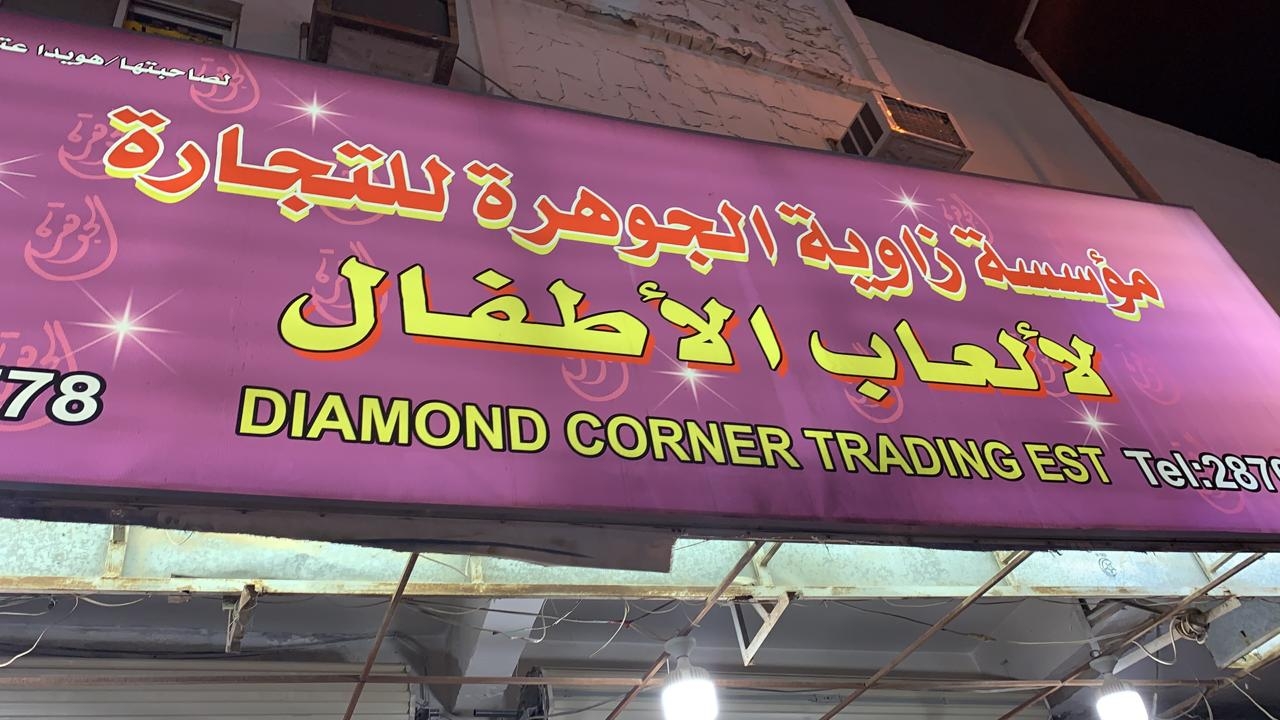 لصاحبتها/هويدا
مؤسسة زاوية الجوهرة للتجارة
لألعاب الأطفال
DIAMOND CORNER TRADING EST Tel:287
78